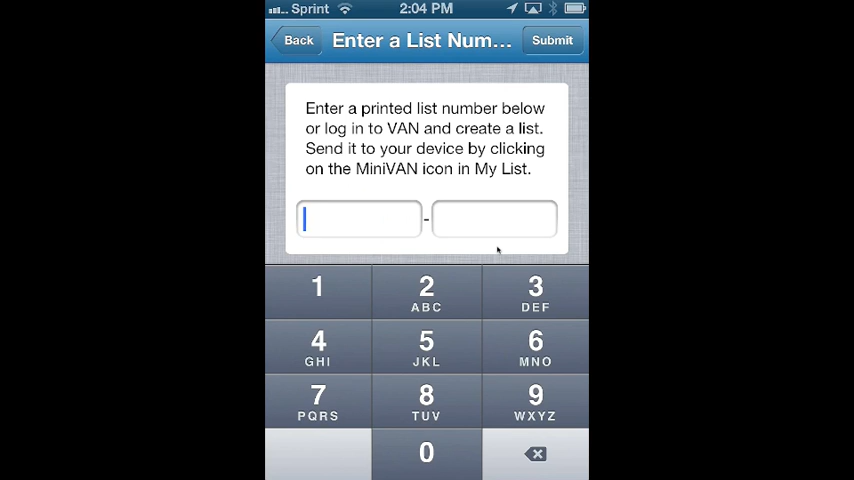 Sprint 2:04 PM
Back Enter a List Num... Submit
Enter a printed list number below
or log in to VAN and create a list.
Send it to your device by clicking
on the MiniVAN icon in My List.
-
1 2 3
ABC DEF
4 5 6
GHI JKL MNO
7 8 9
PQRS TUV WXYZ
0